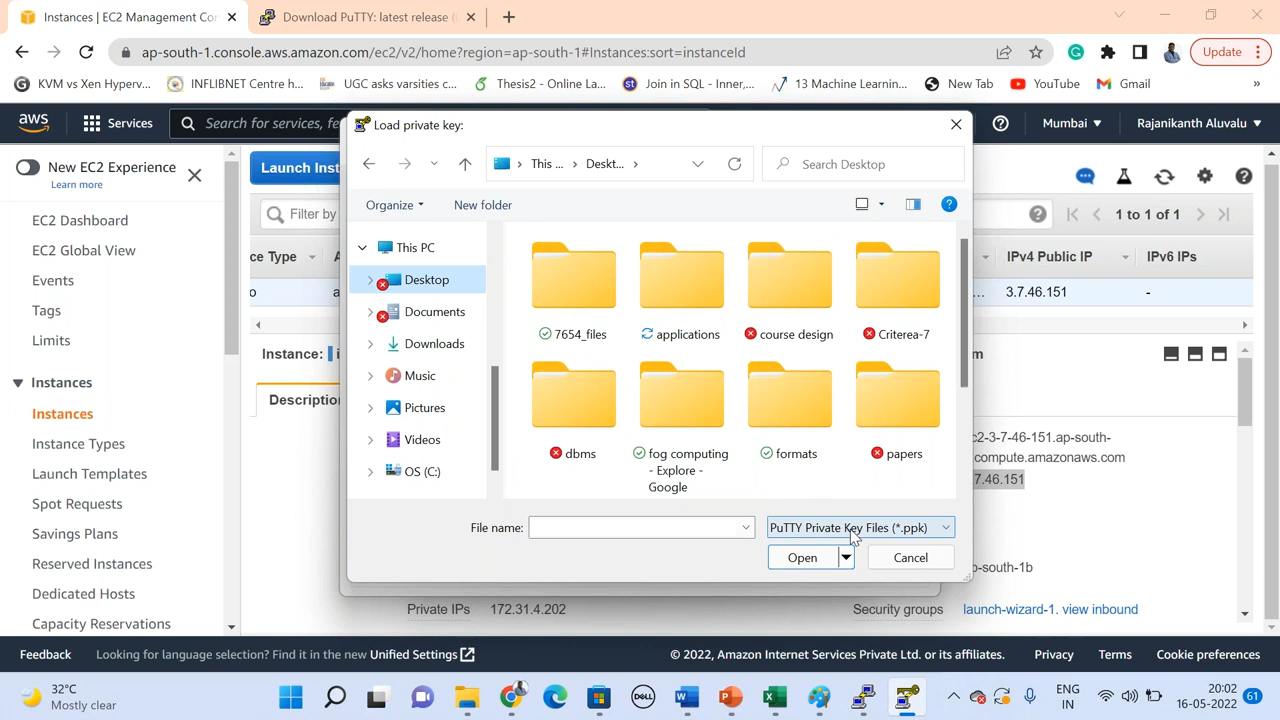 Instances | EC2 Management Con
Download PuTTY: latest release (
ap-south-1.console.aws.amazon.com/ec2/v2/home?region=ap-south-1#Instances:sort=instanceId
Update
KVM vs Xen Hyperv...
INFLIBNET Centre h...
UGC asks varsities c...
Thesis2 - Online La...
Join in SQL - Inner,...
13 Machine Learnin...
New Tab
YouTube
Gmail
»
aws
Services
Search for services, fe
Mumbai
Rajanikanth Aluvalu
New EC2 Experience
Learn more
EC2 Dashboard
EC2 Global View
Events
Tags
Limits
Instances
Instances
Instance Types
Launch Templates
Spot Requests
Savings Plans
Reserved Instances
Dedicated Hosts
Capacity Reservations
Launch Inst
Filter by
1 to 1 of 1
ce Type
A
IPv4 Public IP
IPv6 IPs
o
a
...
3.7.46.151
-
Instance:
i
m
Descriptio
c2-3-7-46-151.ap-south-
compute.amazonaws.com
7.46.151
p-south-1b
Private IPs
172.31.4.202
Security groups
launch-wizard-1. view inbound
Load private key:
This ...
Deskt...
Search Desktop
Organize
New folder
This PC
Desktop
Documents
Downloads
Music
Pictures
Videos
OS (C:)
7654_files
applications
course design
Criterea-7
dbms
fog computing
- Explore -
Google
formats
papers
File name:
PuTTY Private Key Files (*.ppk)
Open
Cancel
Feedback
Looking for language selection? Find it in the new Unified Settings
© 2022, Amazon Internet Services Private Ltd. or its affiliates.
Privacy
Terms
Cookie preferences
32°C
Mostly clear
DELL
ENG
IN
20:02
16-05-2022
61